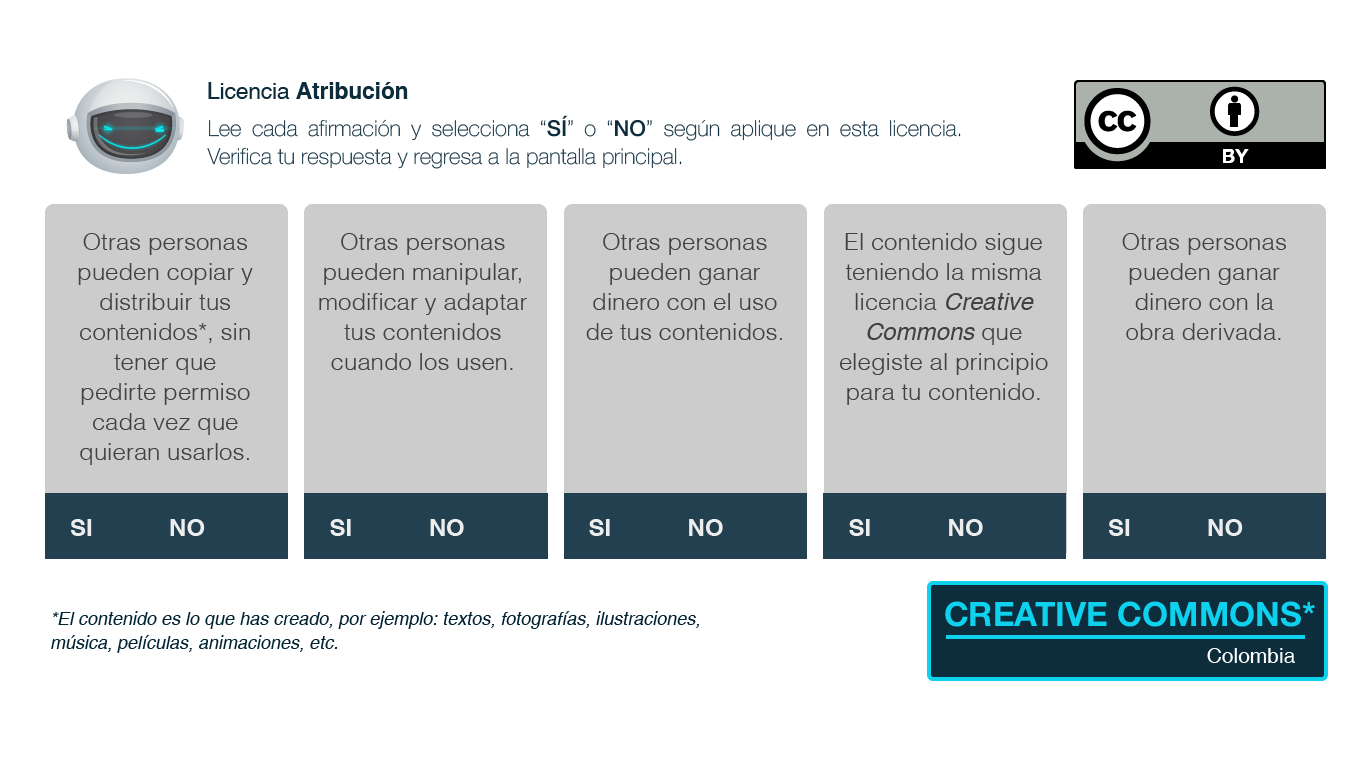 Licencia Atribución
Lee cada afirmación y selecciona “SÍ” o “NO” según aplique en esta licencia.
Verifica tu respuesta y regresa a la pantalla principal.
CC
BY
Otras personas
pueden copiar y
distribuir tus
contenidos*, sin
tener que
pedirte permiso
cada vez que
quieran usarlos.
SI NO
Otras personas
pueden manipular,
modificar y adaptar
tus contenidos
cuando los usen.
SI NO
Otras personas
pueden ganar
dinero con el uso
de tus contenidos.
SI NO
El contenido sigue
teniendo la misma
licencia Creative
Commons que
elegiste al principio
para tu contenido.
SI NO
Otras personas
pueden ganar
dinero con la
obra derivada.
SI NO
*El contenido es lo que has creado, por ejemplo: textos, fotografías, ilustraciones,
música, películas, animaciones, etc.
CREATIVE COMMONS*
Colombia